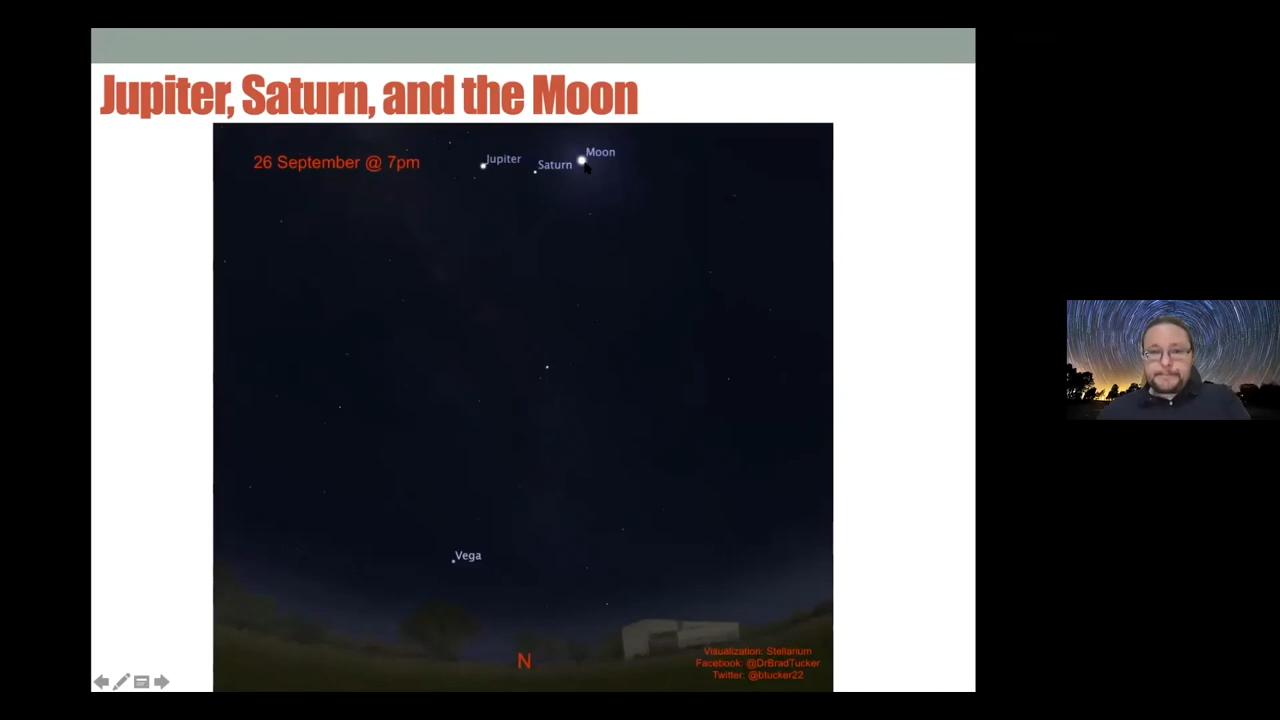 Jupiter, Saturn, and the Moon
26 September @ 7pm
Jupiter
Saturn
Moon
Vega
N
Visualization: Stellarium
Facebook: @DrBradTucker
Twitter: @btucker22